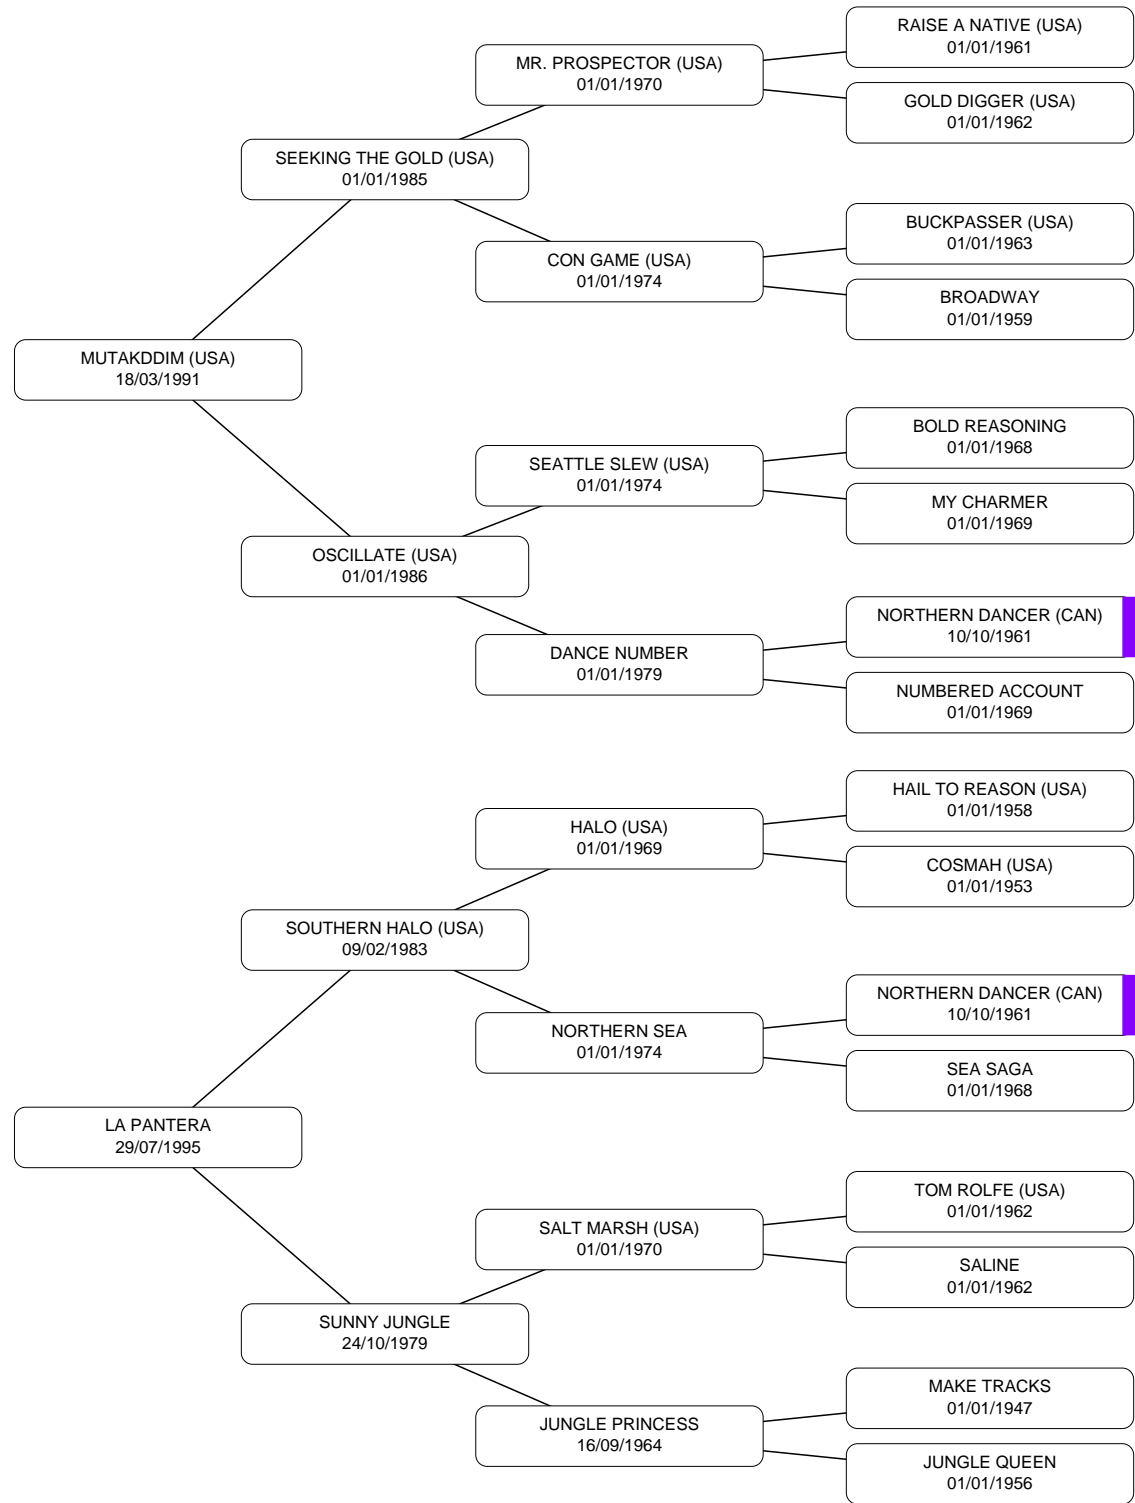 RAISE A NATIVE (USA)
01/01/1961
MR. PROSPECTOR (USA)
01/01/1970
GOLD DIGGER (USA)
01/01/1962
SEEKING THE GOLD (USA)
01/01/1985
BUCKPASSER (USA)
01/01/1963
CON GAME (USA)
01/01/1974
BROADWAY
01/01/1959
MUTAKDDIM (USA)
18/03/1991
BOLD REASONING
01/01/1968
SEATTLE SLEW (USA)
01/01/1974
MY CHARMER
01/01/1969
OSCILLATE (USA)
01/01/1986
NORTHERN DANCER (CAN)
10/10/1961
DANCE NUMBER
01/01/1979
NUMBERED ACCOUNT
01/01/1969
HAIL TO REASON (USA)
01/01/1958
HALO (USA)
01/01/1969
COSMAH (USA)
01/01/1953
SOUTHERN HALO (USA)
09/02/1983
NORTHERN DANCER (CAN)
10/10/1961
NORTHERN SEA
01/01/1974
SEA SAGA
01/01/1968
LA PANTERA
29/07/1995
TOM ROLFE (USA)
01/01/1962
SALT MARSH (USA)
01/01/1970
SALINE
01/01/1962
SUNNY JUNGLE
24/10/1979
MAKE TRACKS
01/01/1947
JUNGLE PRINCESS
16/09/1964
JUNGLE QUEEN
01/01/1956